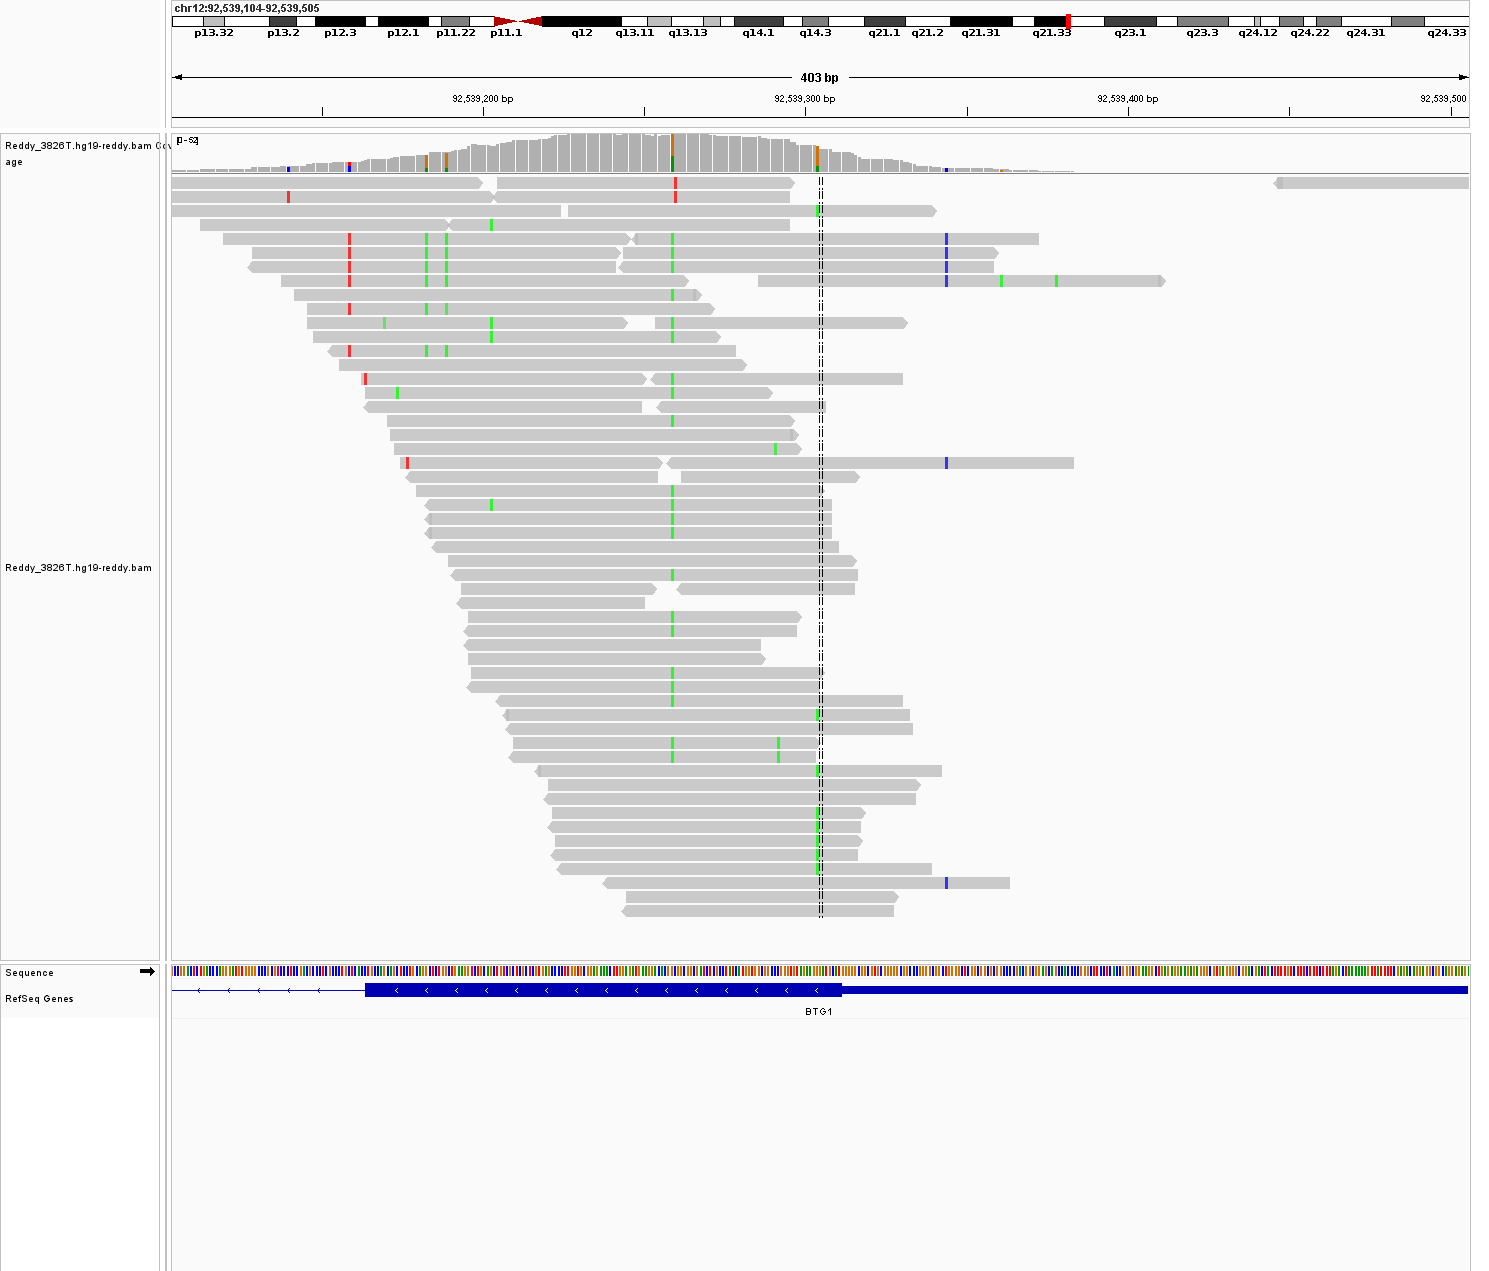 chr12:92,539,104-92,539,505
p13.32 p13.2 p12.3 p12.1 p11.22 p11.1 q12 q13.11 q13.13 q14.1 q14.3 q21.1 q21.2 q21.31 q21.33 q23.1 q23.3 q24.12 q24.22 q24.31 q24.33
403 bp
92,539,200 bp 92,539,300 bp 92,539,400 bp 92,539,500
Reddy_3826T.hg19-reddy.bam Cov
age
[0-52]
Reddy_3826T.hg19-reddy.bam
Sequence
RefSeq Genes
BTG1